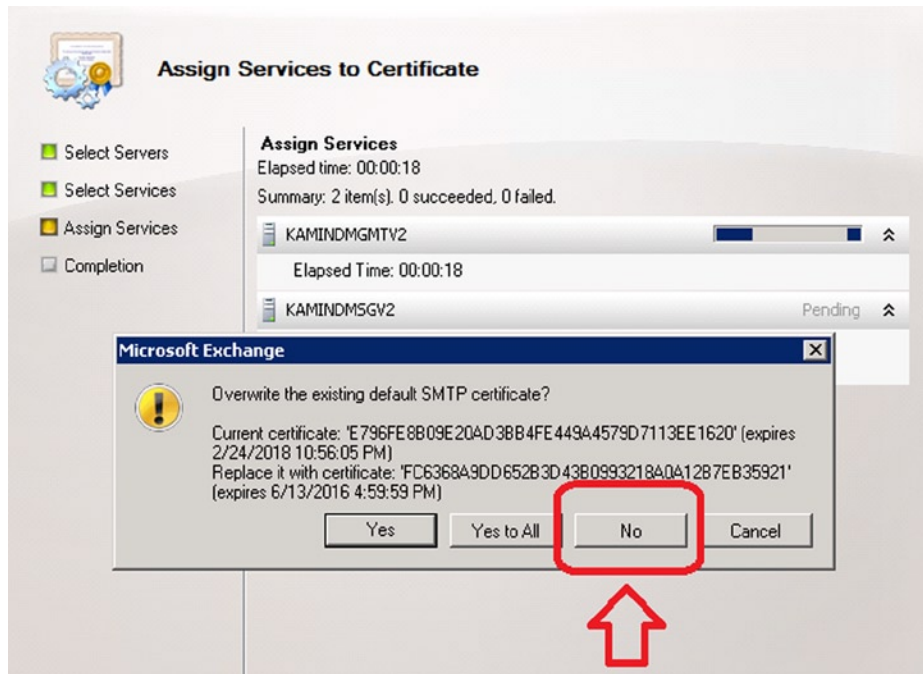 Assign Services to Certificate
Select Servers
Select Services
Assign Services
Completion
Assign Services
Elapsed time: 00:00:18
Summary: 2 item(s). 0 succeeded, 0 failed.
KAMINDMGMTV2
Elapsed Time: 00:00:18
KAMINDMSGV2
Pending
Microsoft Exchange
Overwrite the existing default SMTP certificate?
Current certificate: 'E796FE8B09E20AD3BB4FE449A4579D7113EE1620' (expires
2/24/2018 10:56:05 PM)
Replace it with certificate: 'FC6368A9DD652B3D43B0993218A0A12B7EB35921'
(expires 6/13/2016 4:59:59 PM)
Yes
Yes to All
No
Cancel